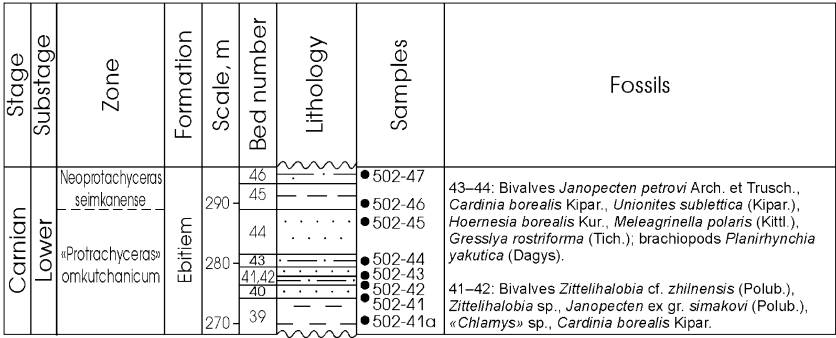 Stage
Substage
Zone
Formation
Scale, m
Bed number
Lithology
Samples
Fossils
Carnian
Lower
Neoprotachyceras
seimkanense
«Protrachyceras»
omkutchanicum
Ebitiem
290
280
270
46
45
44
43
41,42
40
39
502-47
502-46
502-45
502-44
502-43
502-42
502-41
502-41a
43–44: Bivalves Janopecten petrovi Arch. et Trusch.,
Cardinia borealis Kipar., Unionites sublettica (Kipar.),
Hoernesia borealis Kur., Meleagrinella polaris (Kittl.),
Gresslya rostriforma (Tich.); brachiopods Planirhynchia
yakutica (Dagys).
41–42: Bivalves Zittelihalobia cf. zhilnensis (Polub.),
Zittelihalobia sp., Janopecten ex gr. simakovi (Polub.),
«Chlamys» sp., Cardinia borealis Kipar.